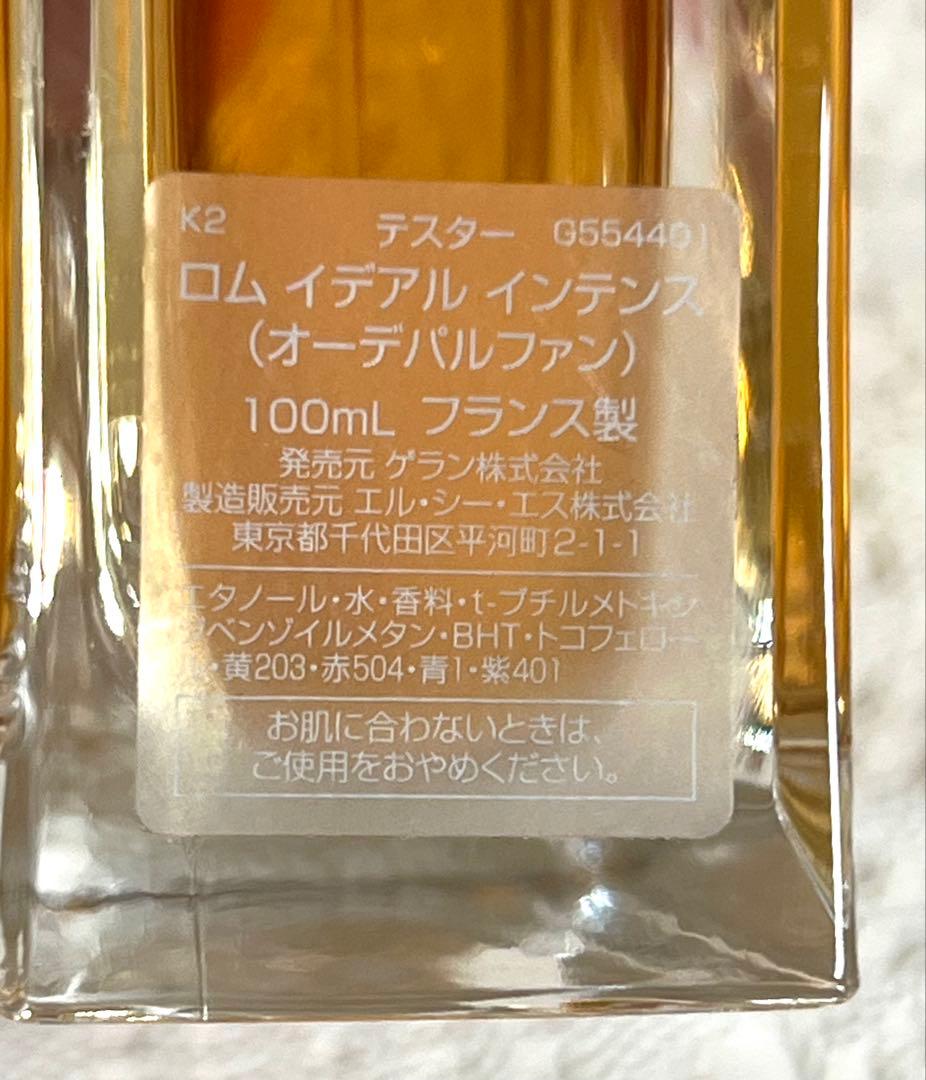 K2 テスター G554401
ロム イデアル インテンス
(オーデパルファン)
100mL フランス製
発売元 ゲラン株式会社
製造販売元 エル・シー・エス株式会社
東京都千代田区平河町2-1-1
エタノール・水・香料・t-ブチルメトキシ
ジベンゾイルメタン・BHT・トコフェロー
ル・黄203・赤504・青1・紫401
お肌に合わないときは、
ご使用をおやめください。